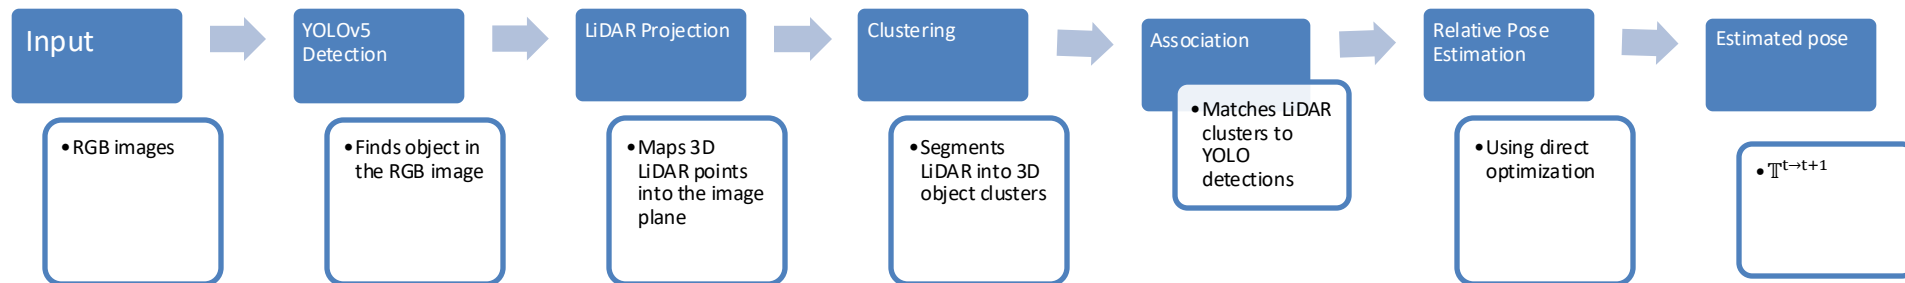 Input
• RGB images
YOLOv5
Detection
• Finds object in
the RGB image
LiDAR Projection
• Maps 3D
LiDAR points
into the image
plane
Clustering
• Segments
LiDAR into 3D
object clusters
Association
• Matches LiDAR
clusters to
YOLO
detections
Relative Pose
Estimation
• Using direct
optimization
Estimated pose
• 𝕋ᵗ→ᵗ⁺¹